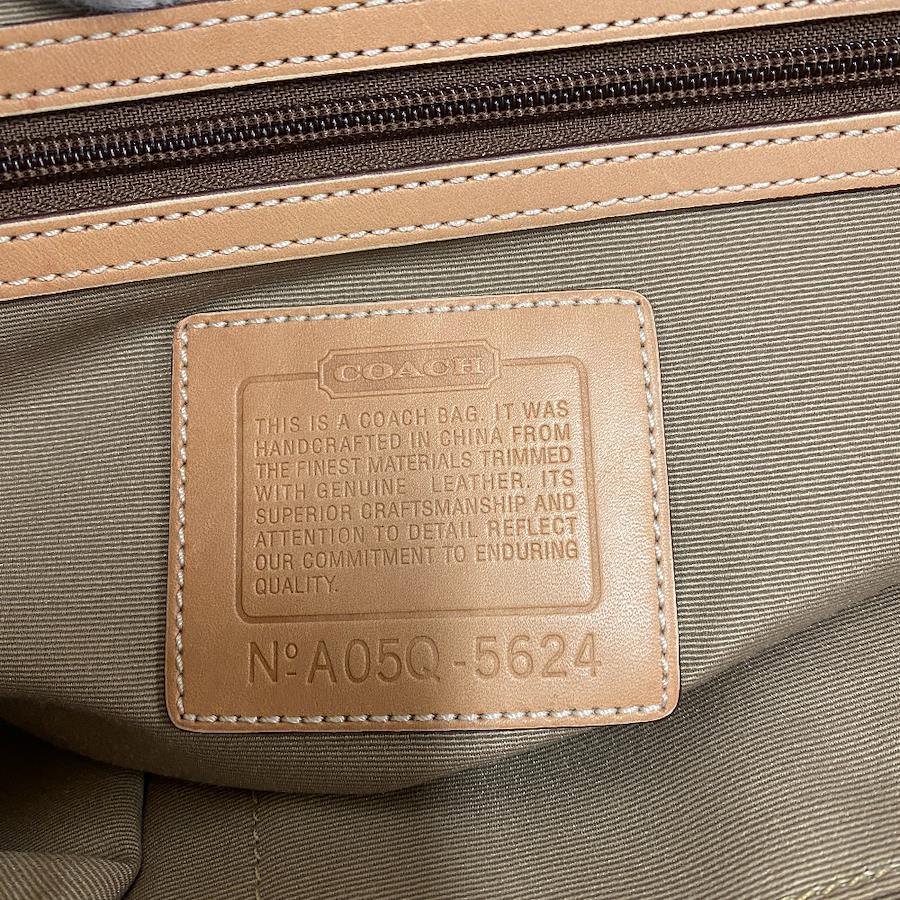 COACH
THIS IS A COACH BAG. IT WAS
HANDCRAFTED IN CHINA FROM
THE FINEST MATERIALS TRIMMED
WITH GENUINE LEATHER. ITS
SUPERIOR CRAFTSMANSHIP AND
ATTENTION TO DETAIL REFLECT
OUR COMMITMENT TO ENDURING
QUALITY.
Nº A05Q-5624